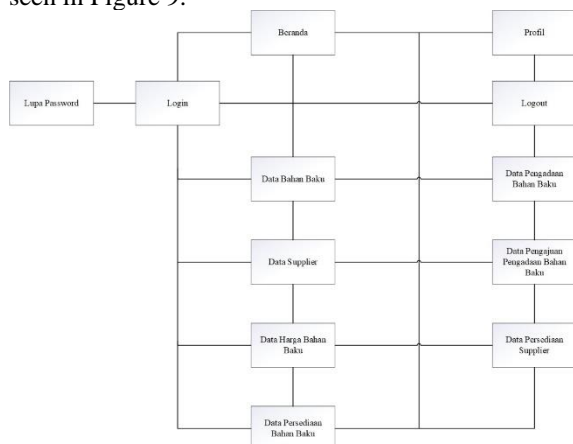 seen in Figure 9.
Beranda
Profil
Lupa Password
Login
Logout
Data Bahan Baku
Data Pengadaan
Bahan Baku
Data Supplier
Data Pengajuan
Pengadaan Bahan
Baku
Data Harga Bahan
Baku
Data Persediaan
Supplier
Data Persediaan
Bahan Baku